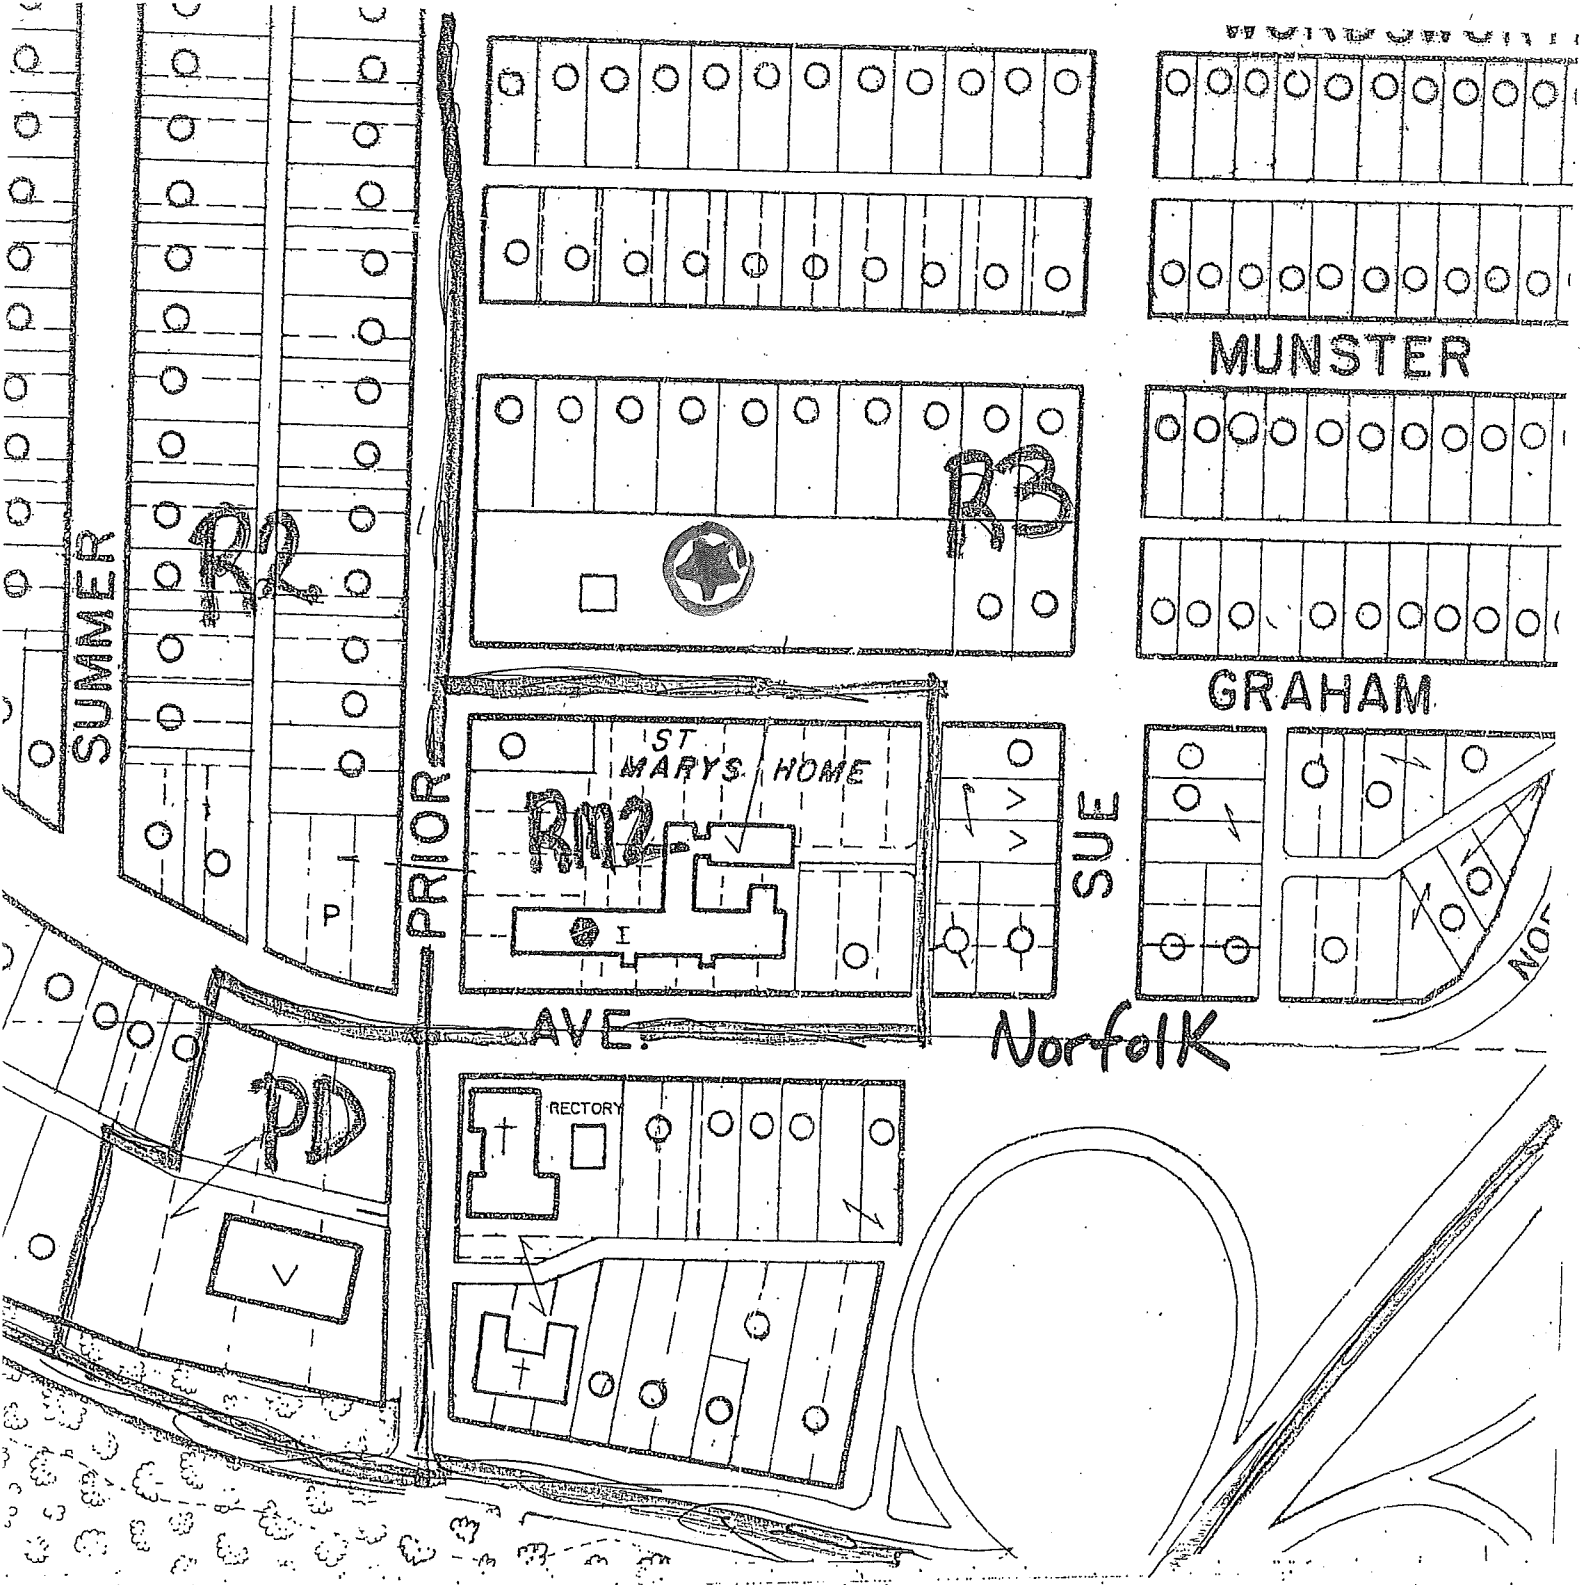 MUNSTER
R3
R2
SUMMER
GRAHAM
ST
MARYS HOME
RM2
PRIOR
SUE
P
I
AVE.
Norfolk
PD
RECTORY
V